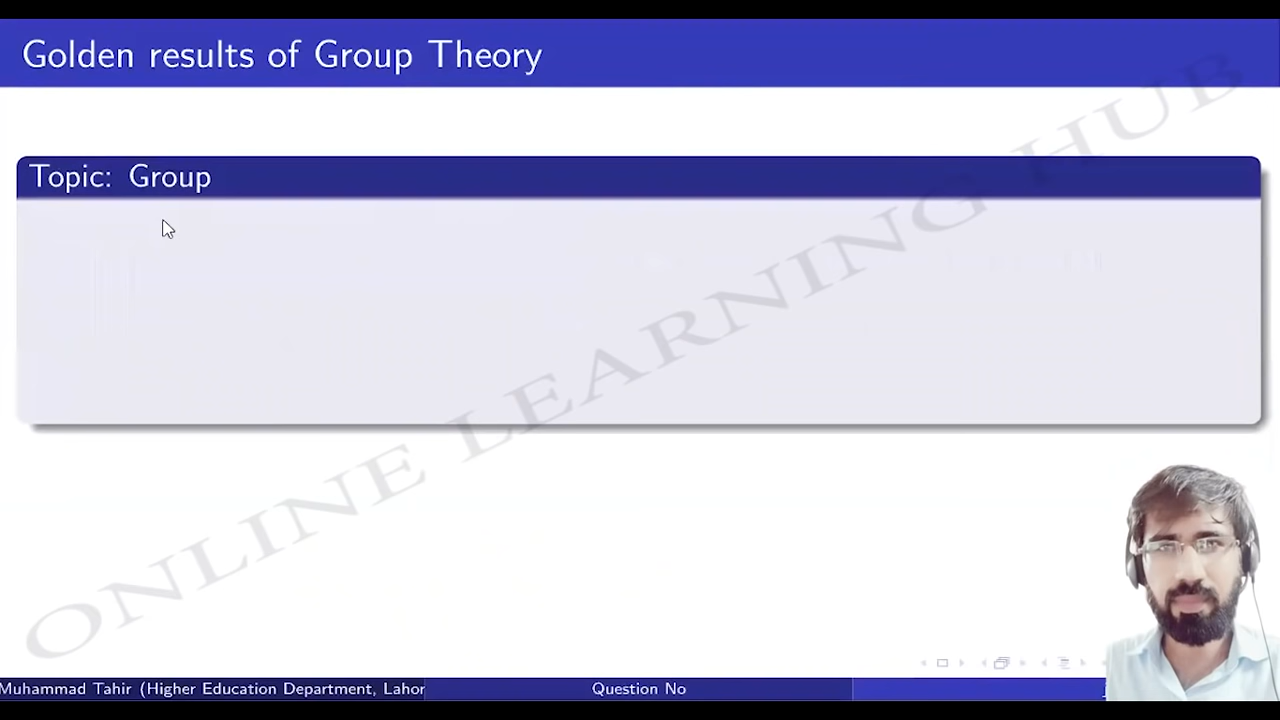 Golden results of Group Theory
Topic: Group
ONLINE LEARNING HUB
Muhammad Tahir (Higher Education Department, Lahor
Question No